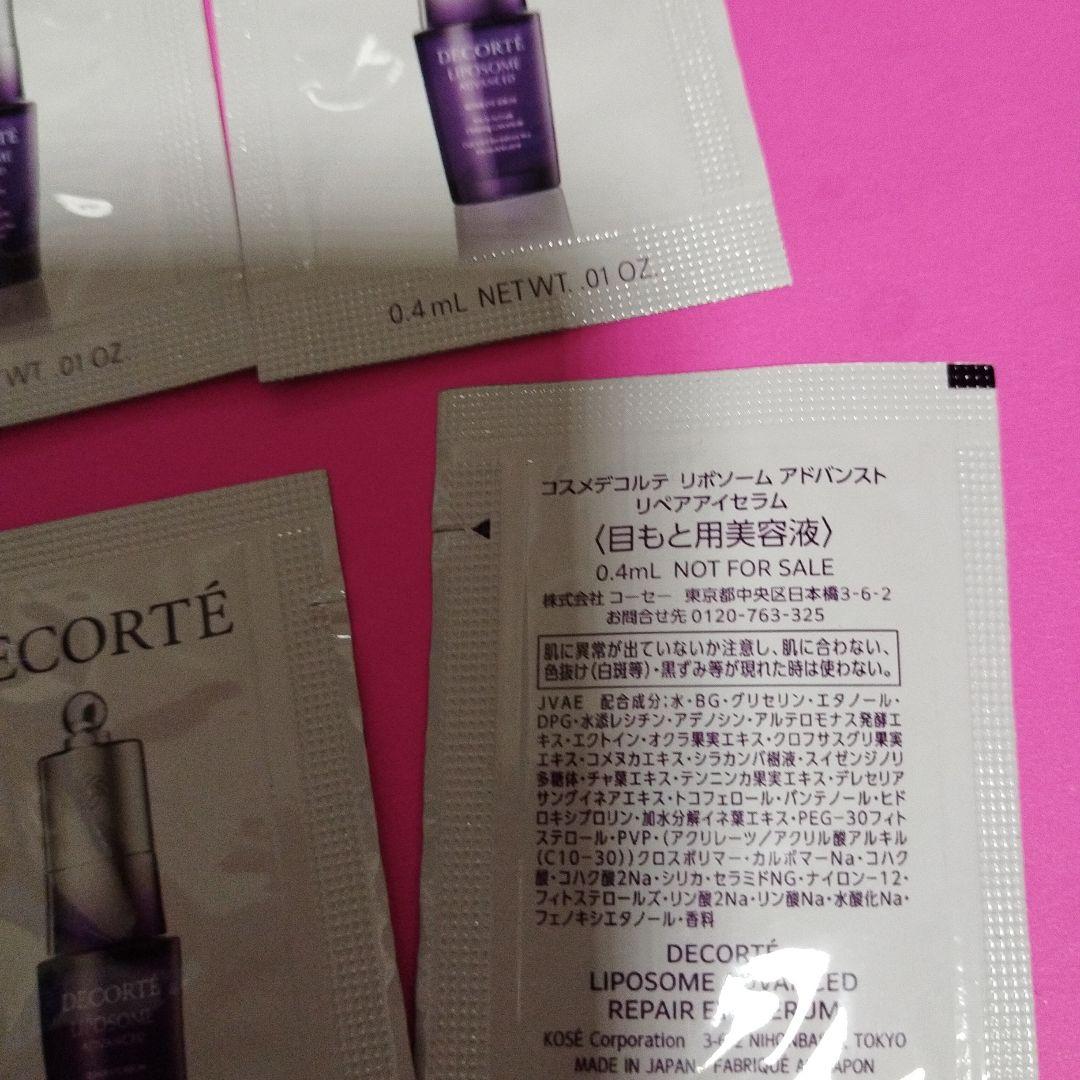 DECORTÉ
LIPOSOME
ADVANCED
0.4mL NET WT. .01 OZ.
WT. .01 OZ.
ECORTÉ
DECORTÉ
LIPOSOME
ADVANCED
コスメデコルテ リポソーム アドバンスト
リペアアイセラム
〈目もと用美容液〉
0.4mL NOT FOR SALE
株式会社 コーセー 東京都中央区日本橋3-6-2
お問合せ先 0120-763-325
肌に異常が出ていないか注意し、肌に合わない、
色抜け(白斑等)・黒ずみ等が現れた時は使わない。
JVAE 配合成分:水・BG・グリセリン・エタノール・
DPG・水添レシチン・アデノシン・アルテロモナス発酵エ
キス・エクトイン・オクラ果実エキス・クロフサスグリ果実
エキス・コメヌカエキス・シラカンバ樹液・スイゼンジノリ
多糖体・チャ葉エキス・テンニンカ果実エキス・デレセリア
サングイネアエキス・トコフェロール・パンテノール・ヒド
ロキシプロリン・加水分解イネ葉エキス・PEG-30フィト
ステロール・PVP・(アクリレーツ/アクリル酸アルキル
(C10-30))クロスポリマー・カルボマーNa・コハク
酸・コハク酸2Na・シリカ・セラミドNG・ナイロン-12・
フィトステロールズ・リン酸2Na・リン酸Na・水酸化Na・
フェノキシエタノール・香料
DECORTÉ
LIPOSOME ADVANCED
REPAIR EYE SERUM
KOSÉ Corporation 3-6-2 NIHONBASHI, TOKYO
MADE IN JAPAN・FABRIQUÉ AU JAPON